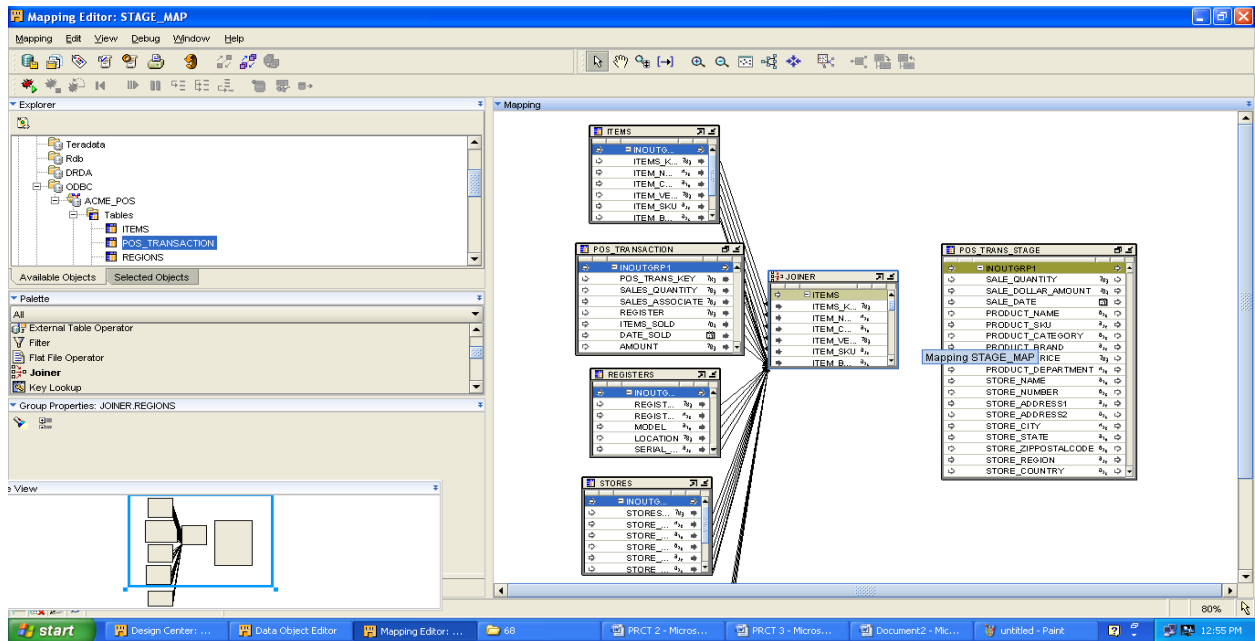 Mapping Editor: STAGE_MAP
Mapping Edit View Debug Window Help
Explorer
Teradata
Rdb
DRDA
ODBC
ACME_POS
Tables
ITEMS
POS_TRANSACTION
REGIONS
Available Objects Selected Objects
Palette
All
External Table Operator
Filter
Flat File Operator
Joiner
Key Lookup
Group Properties: JOINER.REGIONS
e View
Mapping
ITEMS
INOUTG...
ITEMS_K...
ITEM_N...
ITEM_C...
ITEM_VE...
ITEM_SKU
ITEM_B...
POS_TRANSACTION
INOUTGRP1
POS_TRANS_KEY
SALES_QUANTITY
SALES_ASSOCIATE
REGISTER
ITEMS_SOLD
DATE_SOLD
AMOUNT
REGISTERS
INOUTG...
REGIST...
REGIST...
MODEL
LOCATION
SERIAL_...
STORES
INOUTG...
STORES...
STORE_...
STORE_...
STORE_...
STORE_...
STORE_...
JOINER
ITEMS
ITEMS_K...
ITEM_N...
ITEM_C...
ITEM_VE...
ITEM_SKU
ITEM_B...
POS_TRANS_STAGE
INOUTGRP1
SALE_QUANTITY
SALE_DOLLAR_AMOUNT
SALE_DATE
PRODUCT_NAME
PRODUCT_SKU
PRODUCT_CATEGORY
PRODUCT_BRAND
Mapping STAGE_MAP
RICE
PRODUCT_DEPARTMENT
STORE_NAME
STORE_NUMBER
STORE_ADDRESS1
STORE_ADDRESS2
STORE_CITY
STORE_STATE
STORE_ZIPPOSTALCODE
STORE_REGION
STORE_COUNTRY
80%
start Design Center: ... Data Object Editor Mapping Editor: ... 68 PRCT 2 - Micros... PRCT 3 - Micros... Document2 - Mic... untitled - Paint 12:55 PM